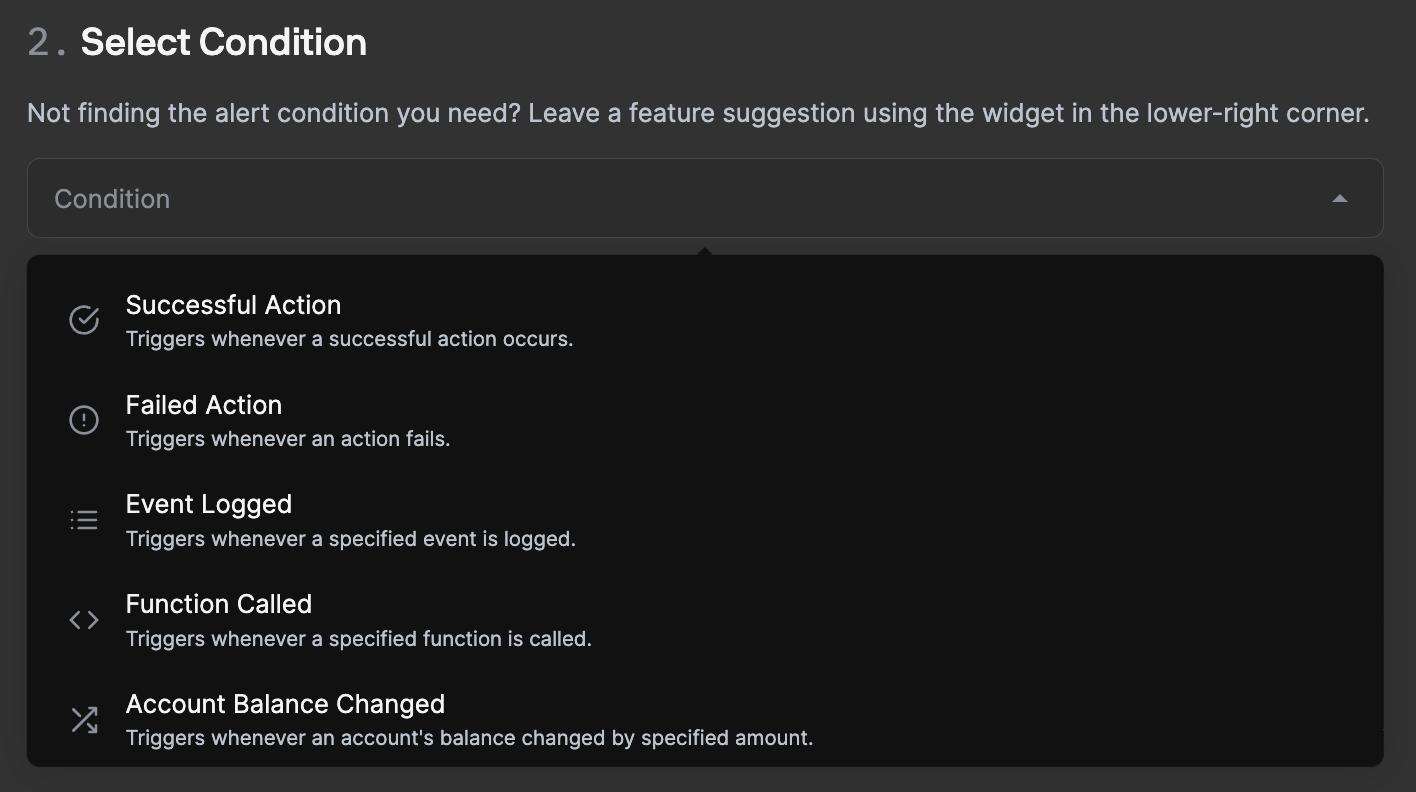 2. Select Condition
Not finding the alert condition you need? Leave a feature suggestion using the widget in the lower-right corner.
Condition
Successful Action
Triggers whenever a successful action occurs.
Failed Action
Triggers whenever an action fails.
Event Logged
Triggers whenever a specified event is logged.
Function Called
Triggers whenever a specified function is called.
Account Balance Changed
Triggers whenever an account's balance changed by specified amount.